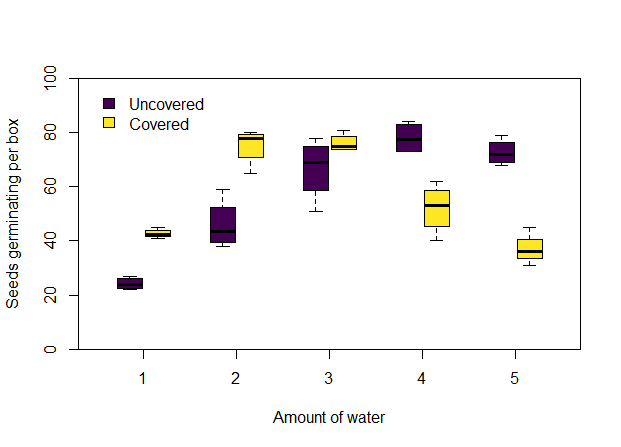 Uncovered
Covered
Seeds germinating per box
100
80
60
40
20
0
1 2 3 4 5
Amount of water